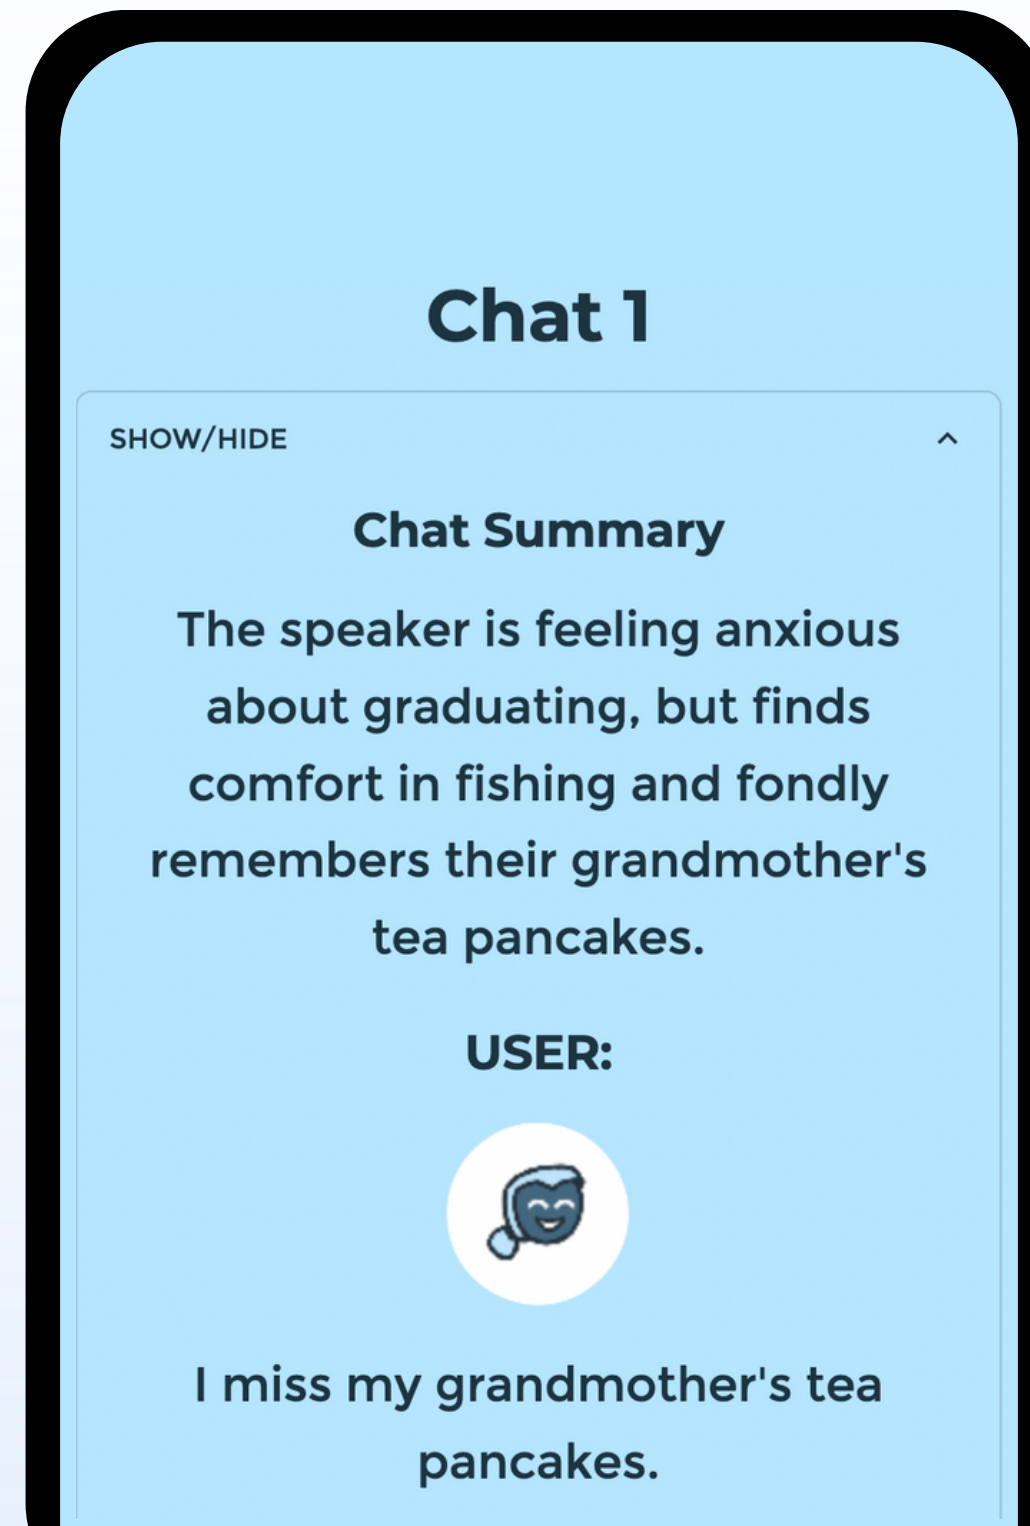 Chat 1
SHOW/HIDE
Chat Summary
The speaker is feeling anxious
about graduating, but finds
comfort in fishing and fondly
remembers their grandmother's
tea pancakes.
USER:
I miss my grandmother's tea
pancakes.